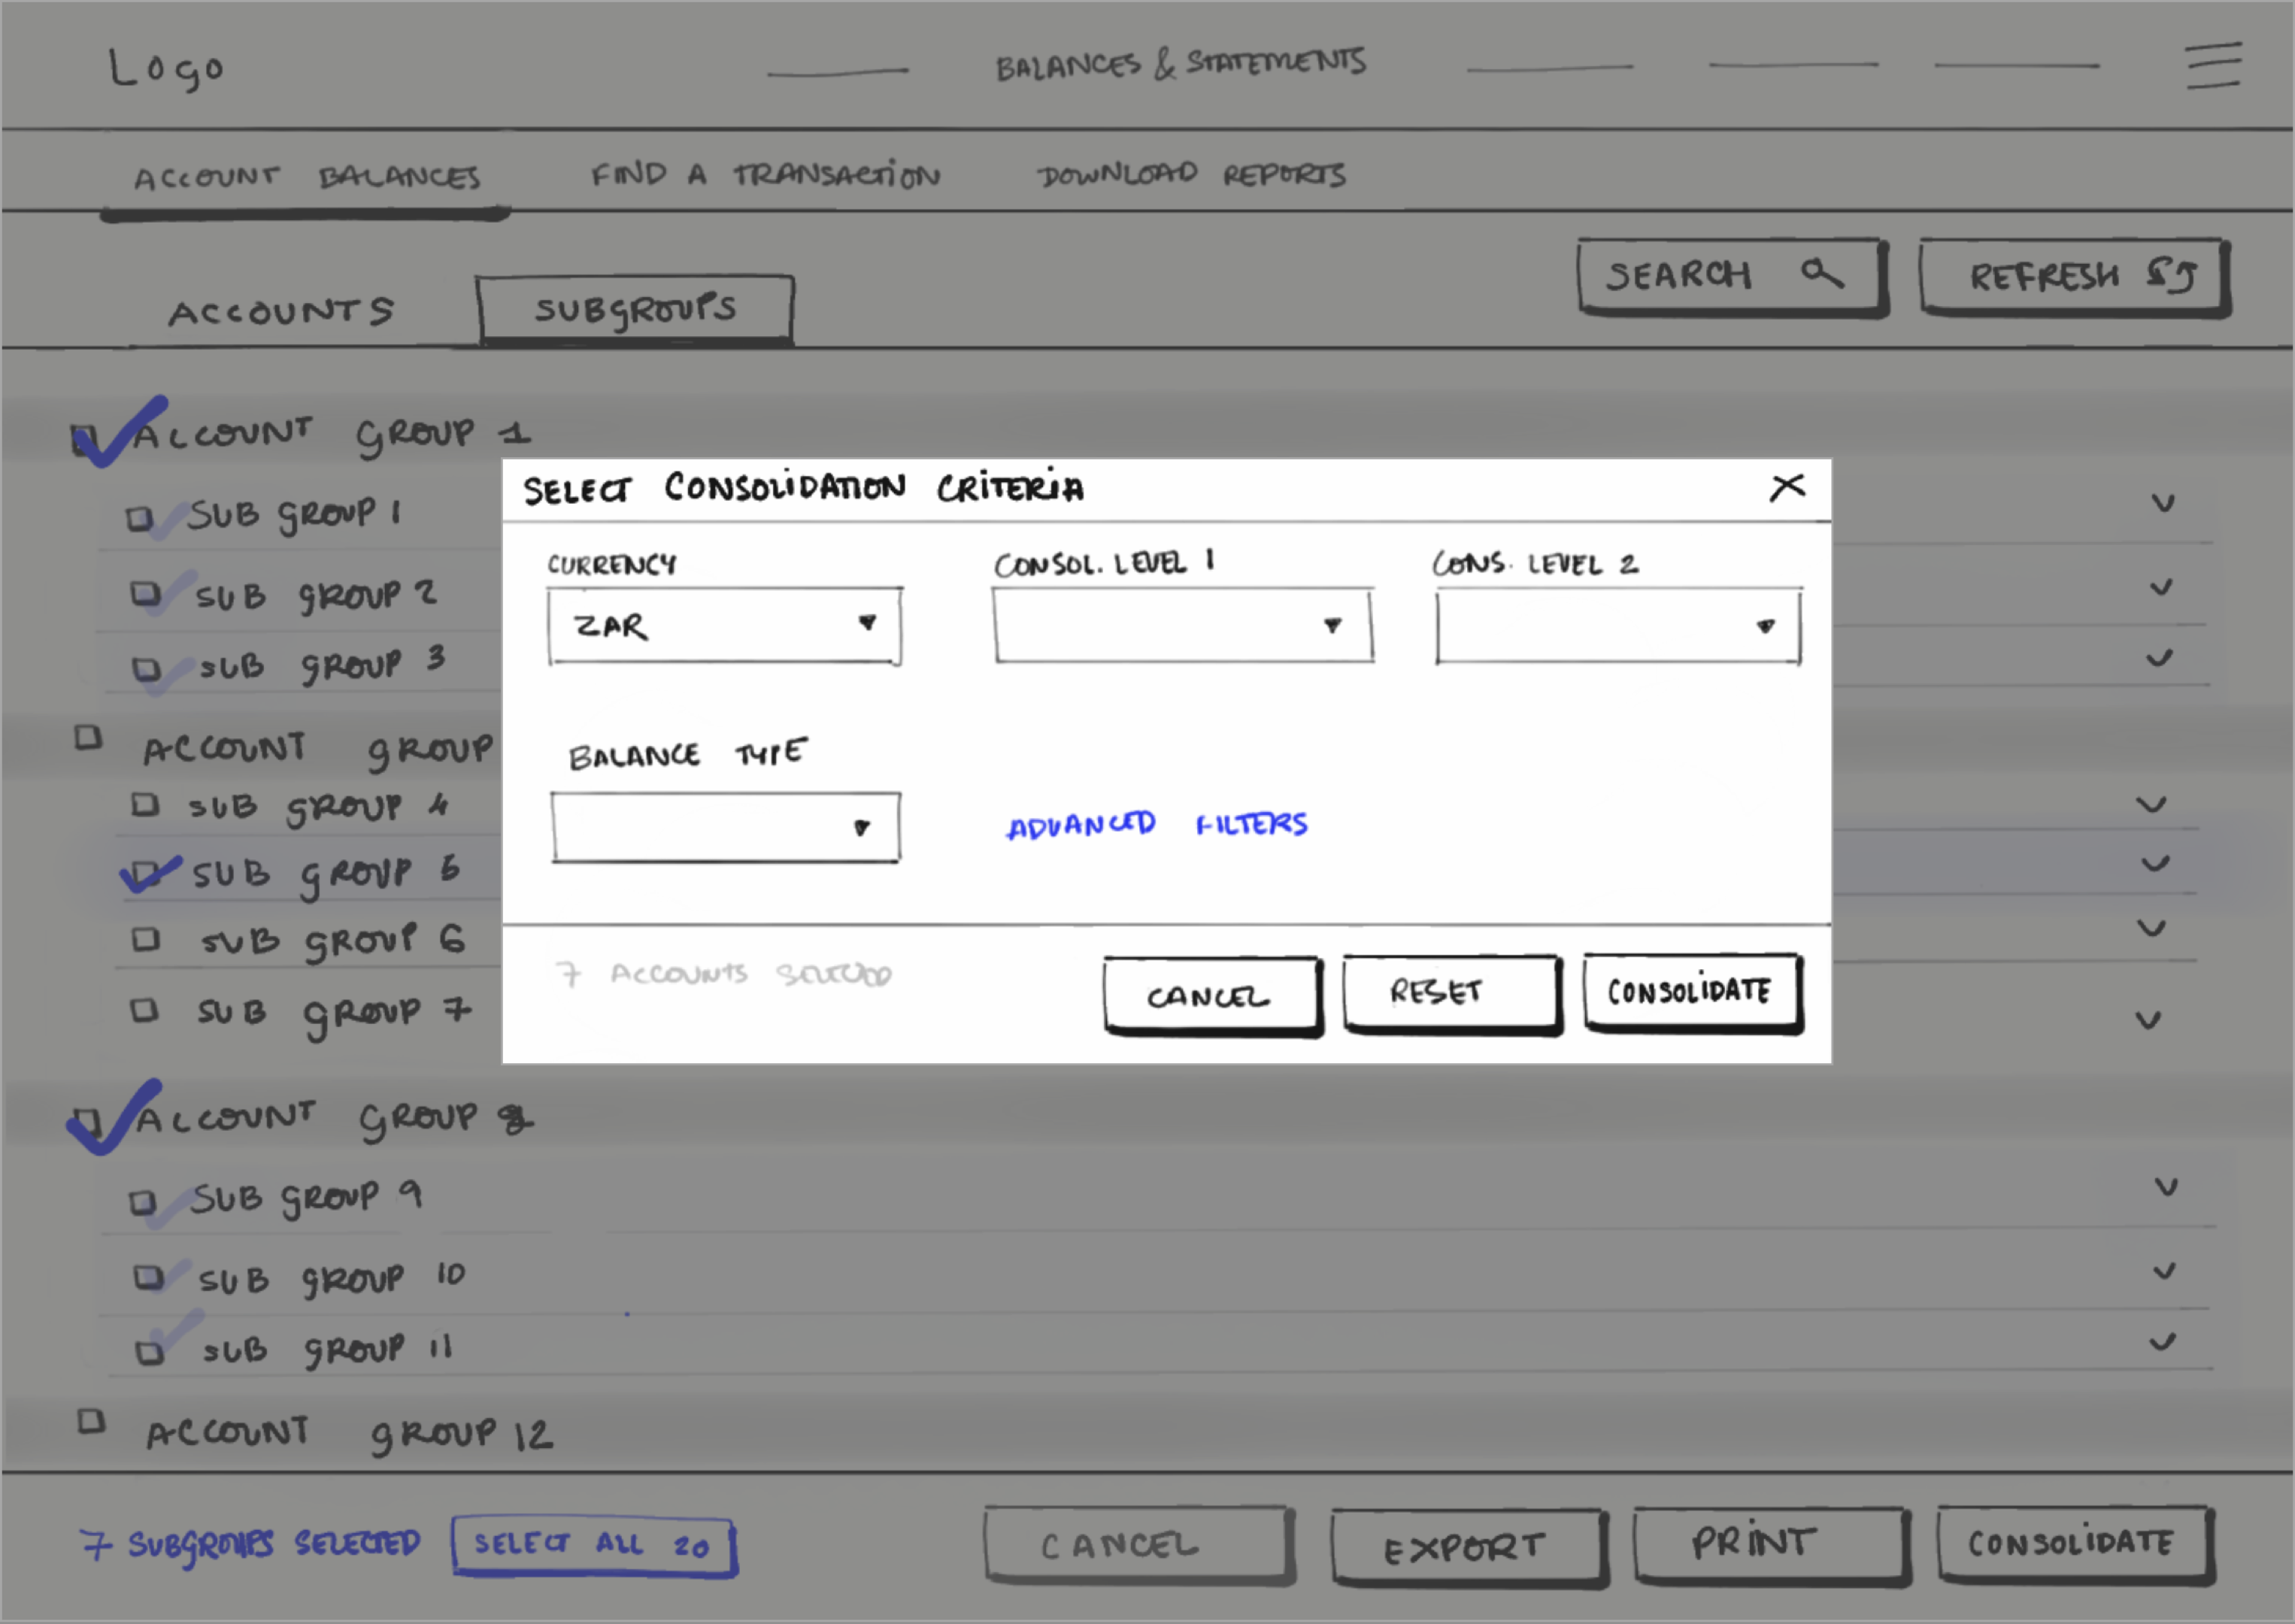 Logo BALANCES & STATEMENTS
ACCOUNT BALANCES FIND A TRANSACTION DOWNLOAD REPORTS
SEARCH REFRESH
ACCOUNTS SUBGROUPS
ACCOUNT GROUP 1
SUB GROUP 1
SUB GROUP 2
SUB GROUP 3
ACCOUNT GROUP
SUB GROUP 4
SUB GROUP 5
SUB GROUP 6
SUB GROUP 7
ACCOUNT GROUP
SUB GROUP 9
SUB GROUP 10
SUB GROUP 11
ACCOUNT GROUP 12
SELECT CONSOLIDATION CRITERIA X
CURRENCY CONSOL. LEVEL 1 CONS. LEVEL 2
ZAR
BALANCE TYPE
ADVANCED FILTERS
7 ACCOUNTS
CANCEL RESET CONSOLIDATE
7 SUBGROUPS SELECTED SELECT ALL 20 CANCEL EXPORT PRINT CONSOLIDATE